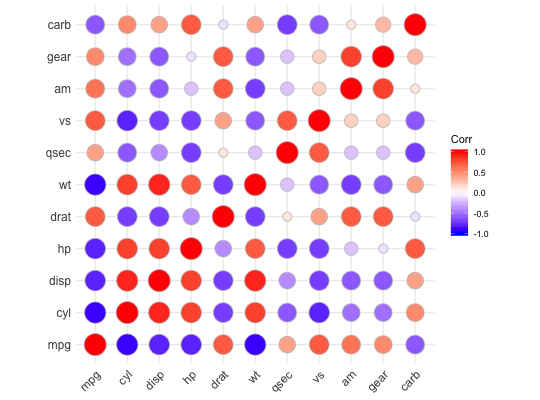 carb
gear
am
vs
qsec
wt
drat
hp
disp
cyl
mpg
mpg cyl disp hp drat wt qsec vs am gear carb
Corr
1.0
0.5
0.0
-0.5
-1.0